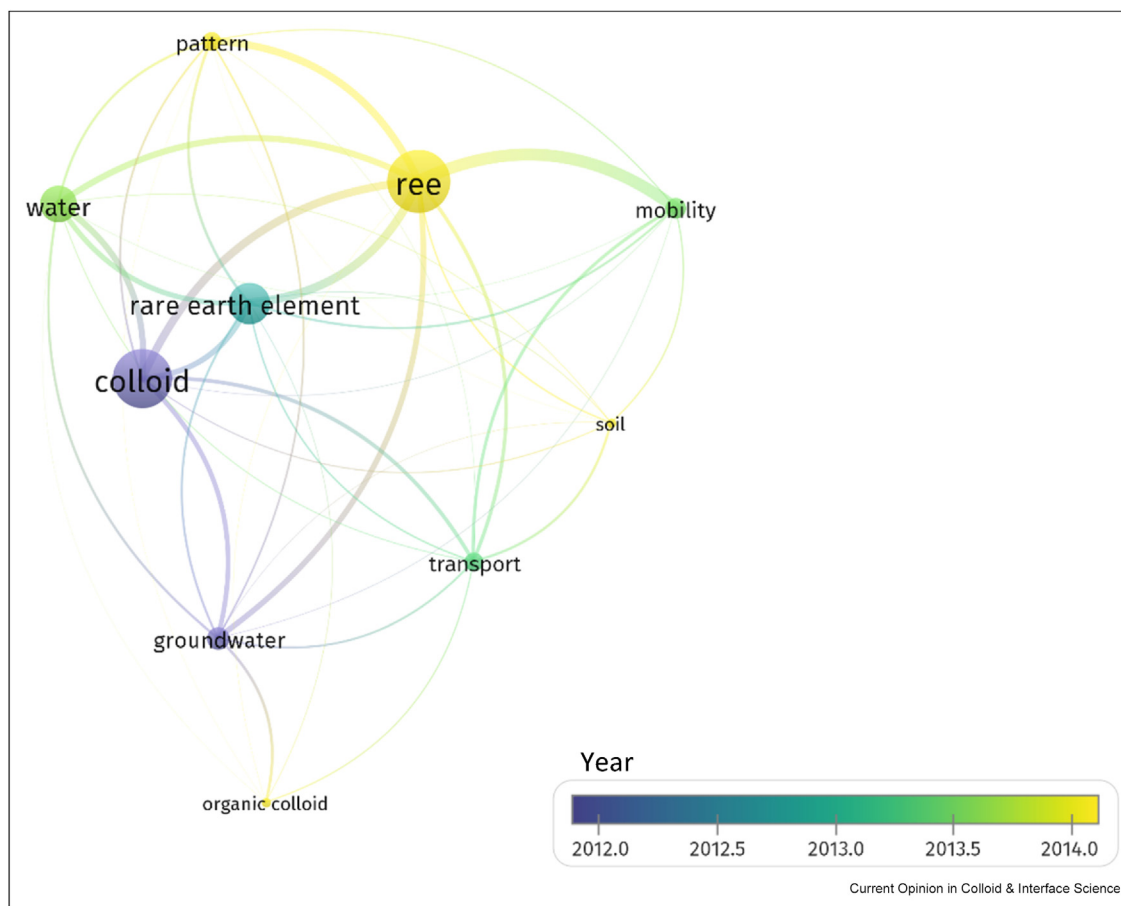 pattern
ree
water
mobility
rare earth element
colloid
soil
transport
groundwater
organic colloid
Year
2012.0 2012.5 2013.0 2013.5 2014.0
Current Opinion in Colloid & Interface Science